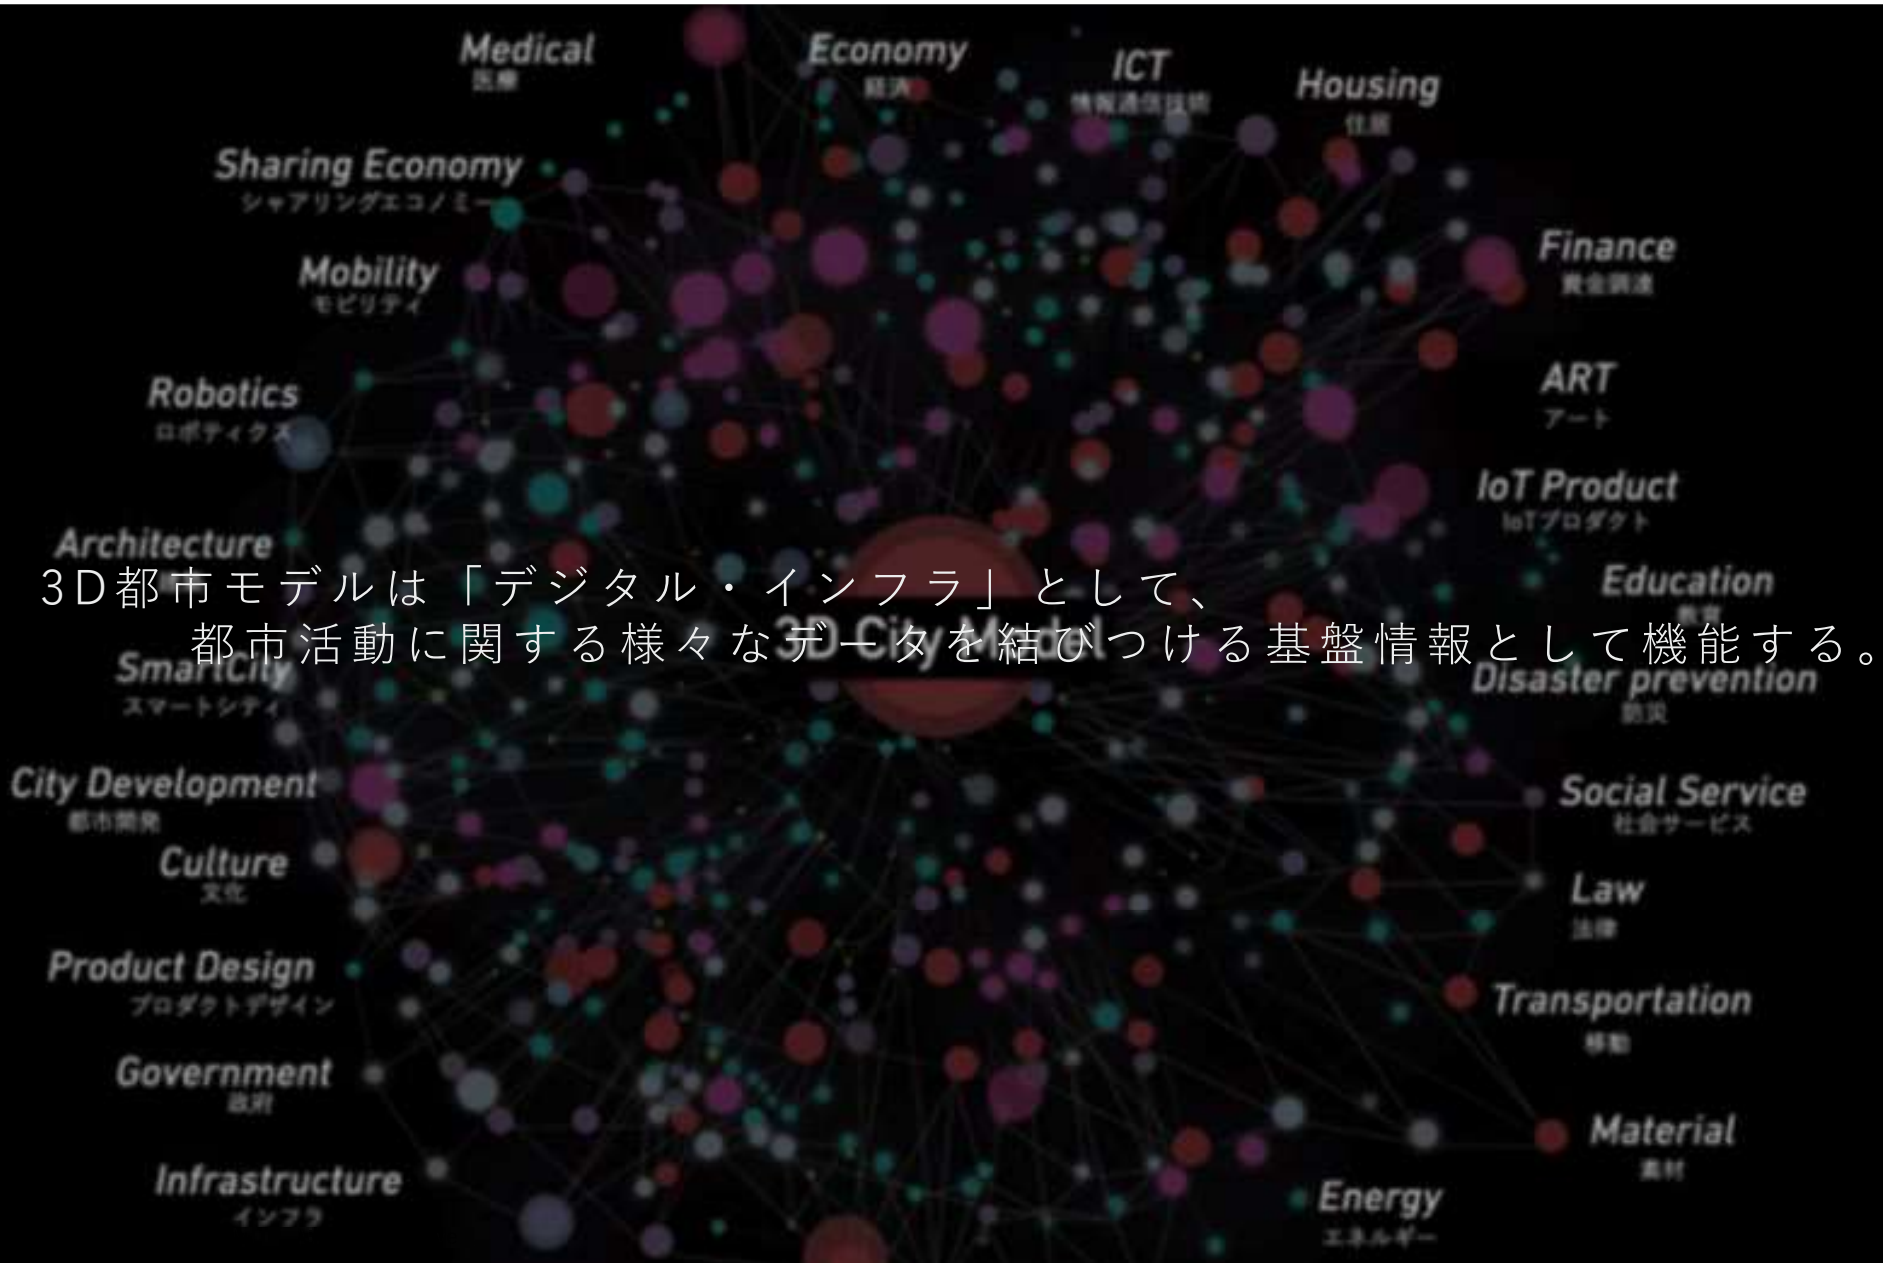 Medical
医療
Economy
経済
ICT
情報通信技術
Housing
住居
Sharing Economy
シャアリングエコノミー
Mobility
モビリティ
Finance
資金調達
Robotics
ロボティクス
ART
アート
IoT Product
IoTプロダクト
Architecture
Education
教育
3D都市モデルは「デジタル・インフラ」として、
都市活動に関する様々なデータを結びつける基盤情報として機能する。
3D City Model
SmartCity
スマートシティ
Disaster prevention
防災
City Development
都市開発
Social Service
社会サービス
Culture
文化
Law
法律
Product Design
プロダクトデザイン
Transportation
移動
Government
政府
Material
素材
Infrastructure
インフラ
Energy
エネルギー